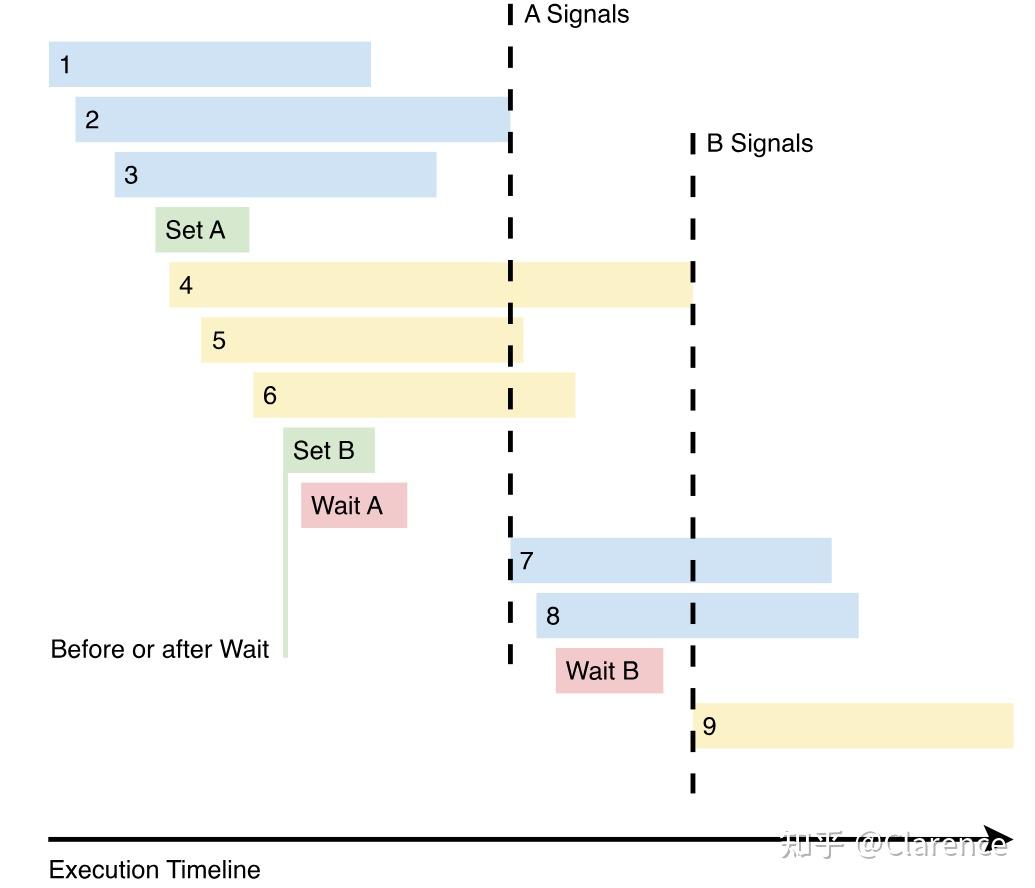 A Signals
1
2
B Signals
3
Set A
4
5
6
Set B
Wait A
7
8
Before or after Wait
Wait B
9
知乎 @Clarence
Execution Timeline